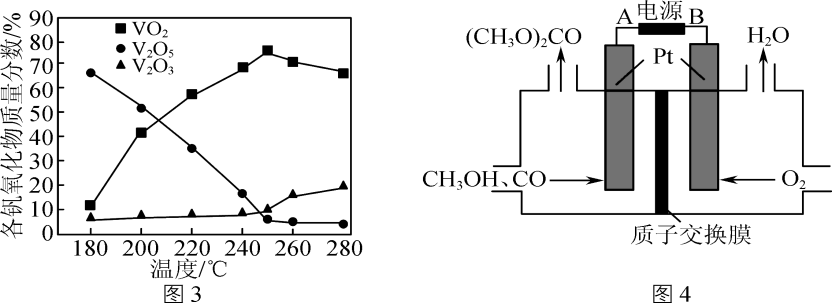 各钒氧化物质量分数/%
90
80
70
60
50
40
30
20
10
0
VO₂
V₂O₅
V₂O₃
180 200 220 240 260 280
温度/℃
图3
A 电源 B
(CH₃O)₂CO
H₂O
Pt
CH₃OH、CO
O₂
质子交换膜
图4